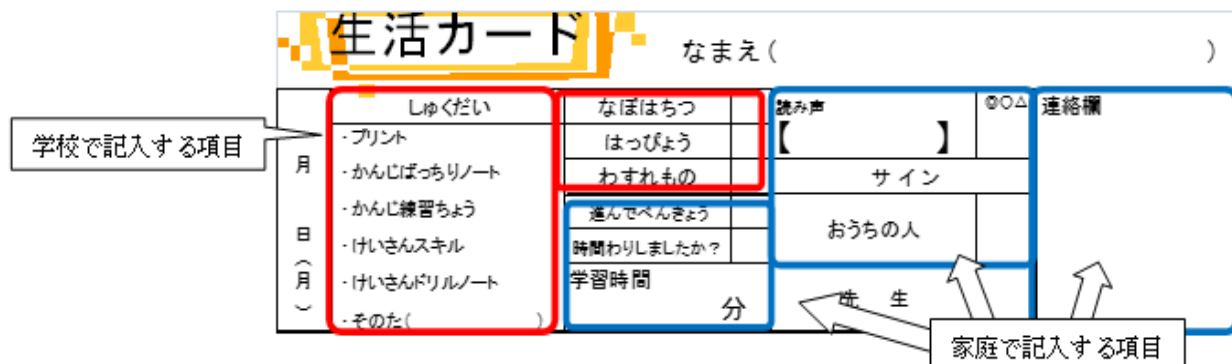 生活カード
なまえ( )
学校で記入する項目
月
日
(月)
しゅくだい
・プリント
・かんじばっちりノート
・かんじ練習ちょう
・けいさんスキル
・けいさんドリルノート
・そのた( )
なぼはちつ
はっぴょう
わすれもの
進んでべんきょう
時間わりしましたか?
学習時間
分
読み声
◎○△
【 】
サイン
おうちの人
先 生
連絡欄
家庭で記入する項目